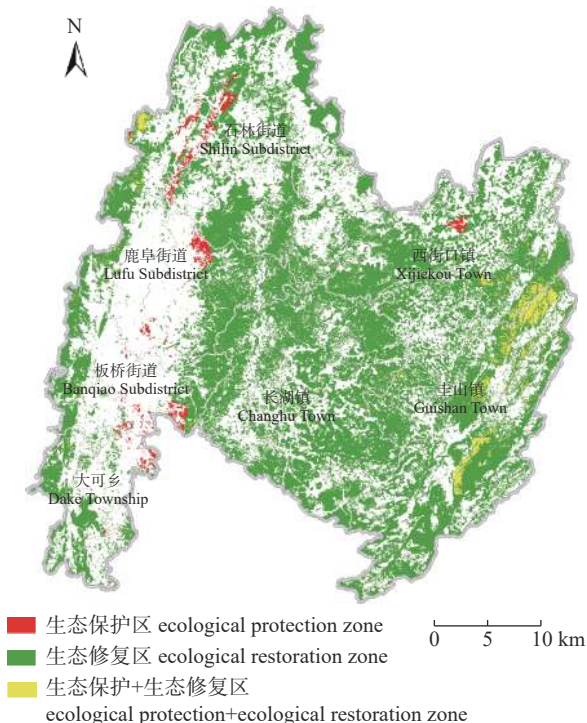 N
石林街道
Shilin Subdistrict
鹿阜街道
Lufu Subdistrict
西街口镇
Xijiekou Town
板桥街道
Banqiao Subdistrict
长湖镇
Changhu Town
圭山镇
Guishan Town
大可乡
Dake Township
生态保护区 ecological protection zone
生态修复区 ecological restoration zone
生态保护+生态修复区
ecological protection+ecological restoration zone
0 5 10 km